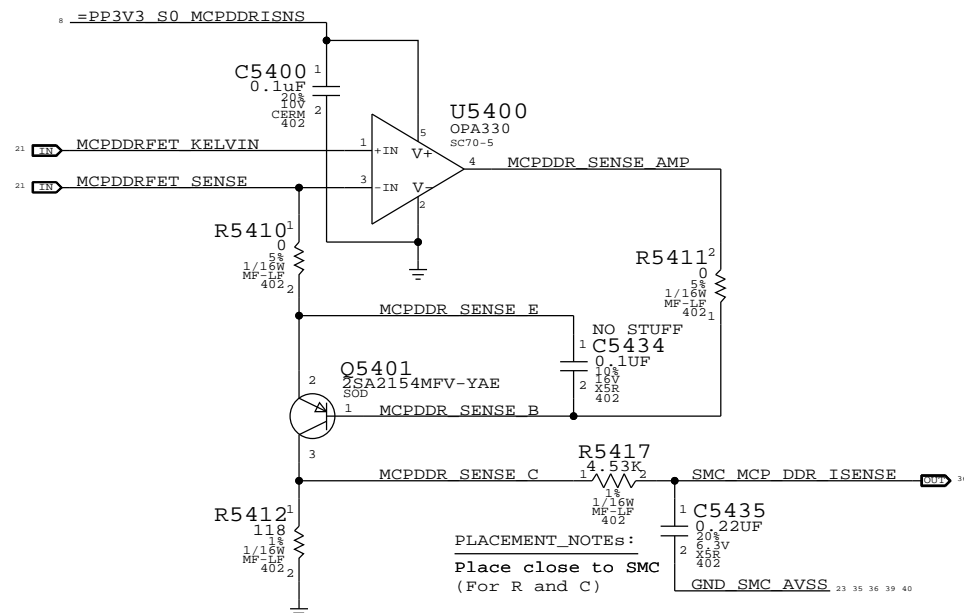 8 =PP3V3_S0_MCPDDRISNS
C5400 1
0.1uF
20%
10V 2
CERM
402
U5400
OPA330
SC70-5
21 IN MCPDDRFET_KELVIN 1 +IN V+ 5
4 MCPDDR_SENSE_AMP
21 IN MCPDDRFET_SENSE 3 -IN V- 2
R5410 1
0
5%
1/16W
MF-LF
402 2
R5411 2
0
5%
1/16W
MF-LF
402 1
MCPDDR_SENSE_E
NO STUFF
1 C5434
0.1UF
10%
2 16V
X5R
402
Q5401
2 2SA2154MFV-YAE
SOD
1 MCPDDR_SENSE_B
3
R5417
4.53K
MCPDDR_SENSE_C 1 2 SMC_MCP_DDR_ISENSE OUT
1%
1/16W
MF-LF
402
R5412 1
118
1%
1/16W
MF-LF
402 2
1 C5435
0.22UF
20%
2 6.3V
X5R
402
PLACEMENT_NOTEs:
Place close to SMC
(For R and C)
GND_SMC_AVSS 23 35 36 39 40